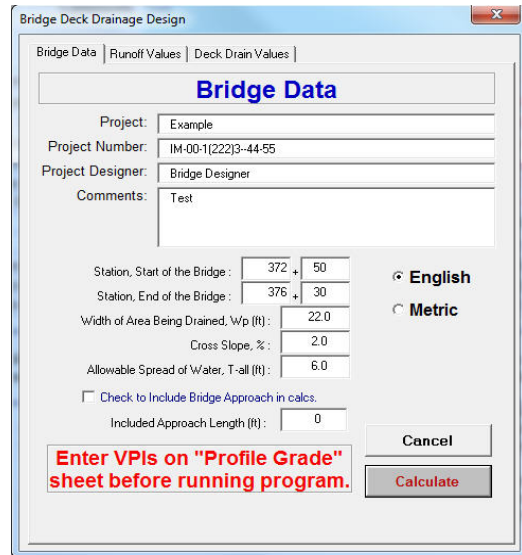 Bridge Deck Drainage Design
Bridge Data Runoff Values Deck Drain Values
Bridge Data
Project: Example
Project Number: IM-00-1(222)3--44-55
Project Designer: Bridge Designer
Comments: Test
Station, Start of the Bridge : 372 + 50
Station, End of the Bridge : 376 + 30
Width of Area Being Drained, Wp (ft) : 22.0
Cross Slope, % : 2.0
Allowable Spread of Water, T-all (ft) : 6.0
English
Metric
Check to Include Bridge Approach in calcs.
Included Approach Length (ft) : 0
Enter VPIs on "Profile Grade"
sheet before running program.
Cancel
Calculate